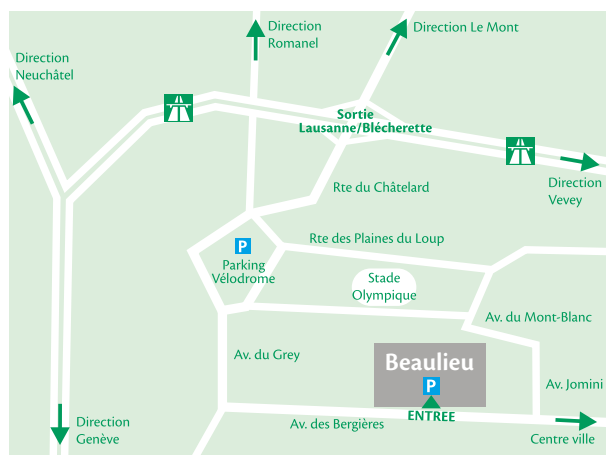 Direction
Romanel
Direction Le Mont
Direction
Neuchâtel
Sortie
Lausanne/Blécherette
Direction
Vevey
Rte du Châtelard
Rte des Plaines du Loup
P
Parking
Vélodrome
Stade
Olympique
Av. du Mont-Blanc
Av. du Grey
Beaulieu
P
Av. Jomini
ENTREE
Av. des Bergières
Direction
Genève
Centre ville